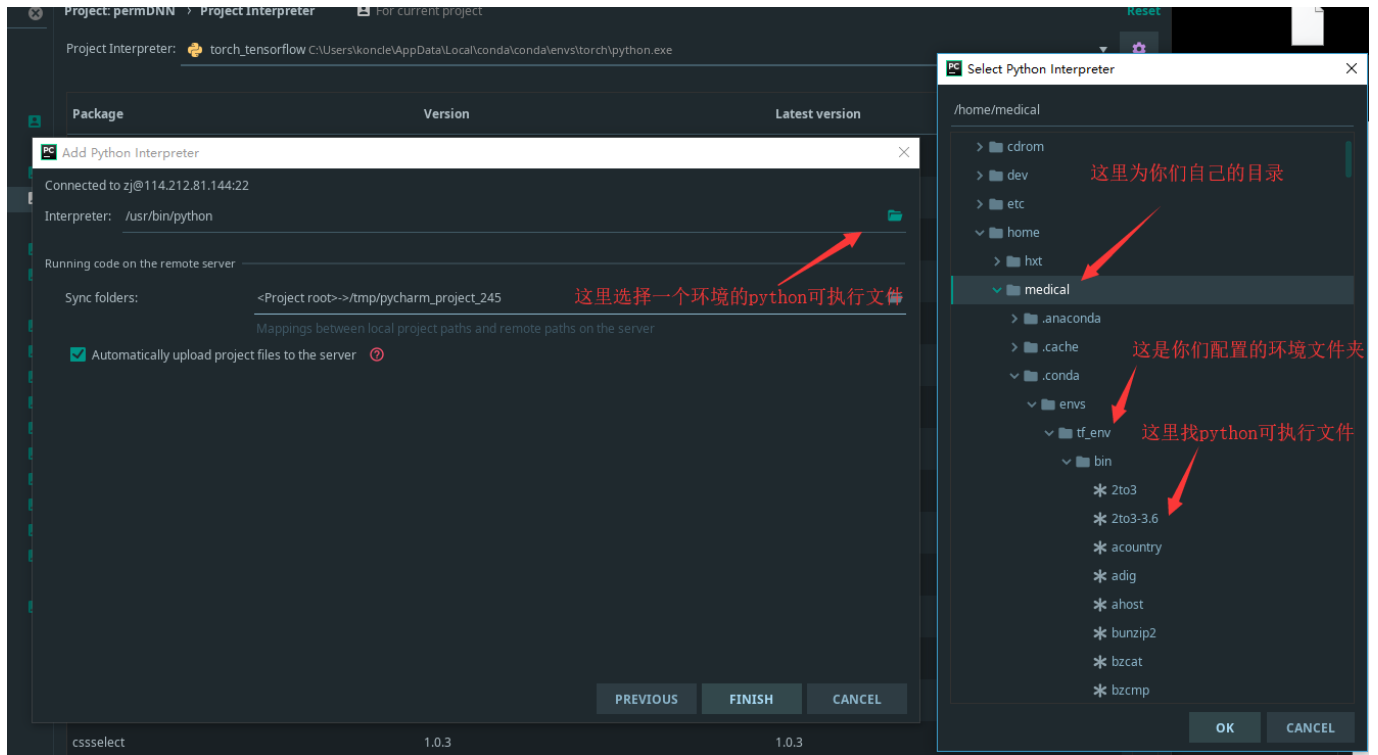 Project: permDNN › Project Interpreter For current project
Reset
Project Interpreter: torch_tensorflow C:\Users\koncle\AppData\Local\conda\conda\envs\torch\python.exe
Package Version Latest version
Add Python Interpreter
Connected to zj@114.212.81.144:22
Interpreter: /usr/bin/python
Running code on the remote server
Sync folders: <Project root>->/tmp/pycharm_project_245
这里选择一个环境的python可执行文件
Mappings between local project paths and remote paths on the server
Automatically upload project files to the server
PREVIOUS FINISH CANCEL
cssselect 1.0.3 1.0.3
Select Python Interpreter
/home/medical
cdrom
dev
这里为你们自己的目录
etc
home
hxt
medical
.anaconda
.cache
这是你们配置的环境文件夹
.conda
envs
tf_env
这里找python可执行文件
bin
2to3
2to3-3.6
acountry
adig
ahost
bunzip2
bzcat
bzcmp
OK CANCEL